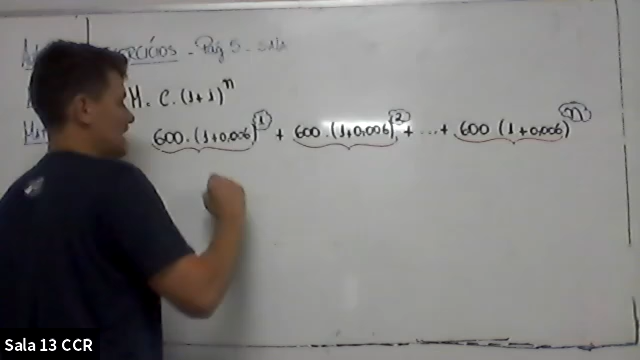 EXERCÍCIOS - Pág 5 - sala
M = C.(1+i)^n
600.(1+0,006)^1 + 600.(1+0,006)^2 + ... + 600 (1+0,006)^n
Sala 13 CCR